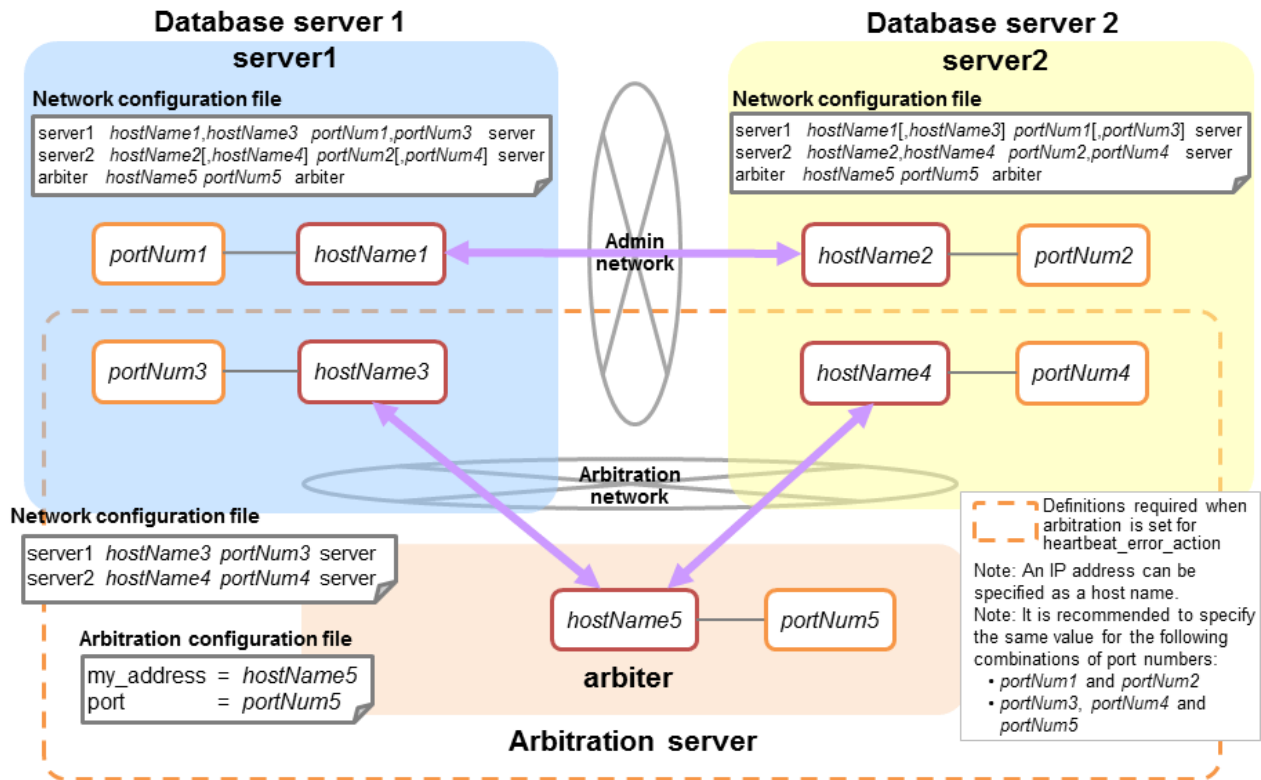 Database server 1
server1
Network configuration file
server1 hostName1,hostName3 portNum1,portNum3 server
server2 hostName2[,hostName4] portNum2[,portNum4] server
arbiter hostName5 portNum5 arbiter
Database server 2
server2
Network configuration file
server1 hostName1[,hostName3] portNum1[,portNum3] server
server2 hostName2,hostName4 portNum2,portNum4 server
arbiter hostName5 portNum5 arbiter
portNum1
hostName1
Admin
network
hostName2
portNum2
portNum3
hostName3
hostName4
portNum4
Arbitration
network
Network configuration file
server1 hostName3 portNum3 server
server2 hostName4 portNum4 server
Arbitration configuration file
my_address = hostName5
port = portNum5
hostName5
portNum5
arbiter
Arbitration server
Definitions required when
arbitration is set for
heartbeat_error_action
Note: An IP address can be
specified as a host name.
Note: It is recommended to specify
the same value for the following
combinations of port numbers:
• portNum1 and portNum2
• portNum3, portNum4 and
portNum5